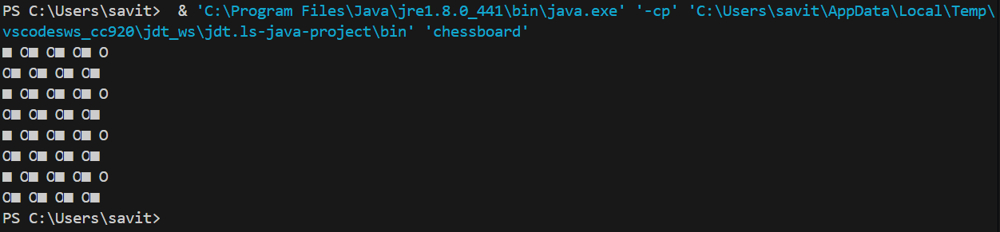 PS C:\Users\savit>  & 'C:\Program Files\Java\jre1.8.0_441\bin\java.exe' '-cp' 'C:\Users\savit\AppData\Local\Temp\
vscodesws_cc920\jdt_ws\jdt.ls-java-project\bin' 'chessboard'
■ O■ O■ O■ O
O■ O■ O■ O■
■ O■ O■ O■ O
O■ O■ O■ O■
■ O■ O■ O■ O
O■ O■ O■ O■
■ O■ O■ O■ O
O■ O■ O■ O■
PS C:\Users\savit>